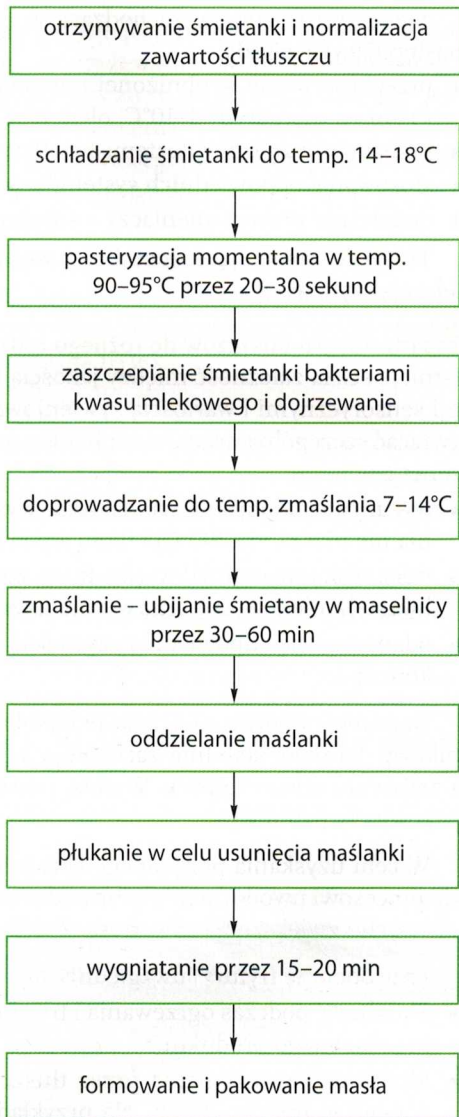 otrzymywanie śmietanki i normalizacja
zawartości tłuszczu
schładzanie śmietanki do temp. 14–18°C
pasteryzacja momentalna w temp.
90–95°C przez 20–30 sekund
zaszczepianie śmietanki bakteriami
kwasu mlekowego i dojrzewanie
doprowadzanie do temp. zmaślania 7–14°C
zmaślanie – ubijanie śmietany w maselnicy
przez 30–60 min
oddzielanie maślanki
płukanie w celu usunięcia maślanki
wygniatanie przez 15–20 min
formowanie i pakowanie masła